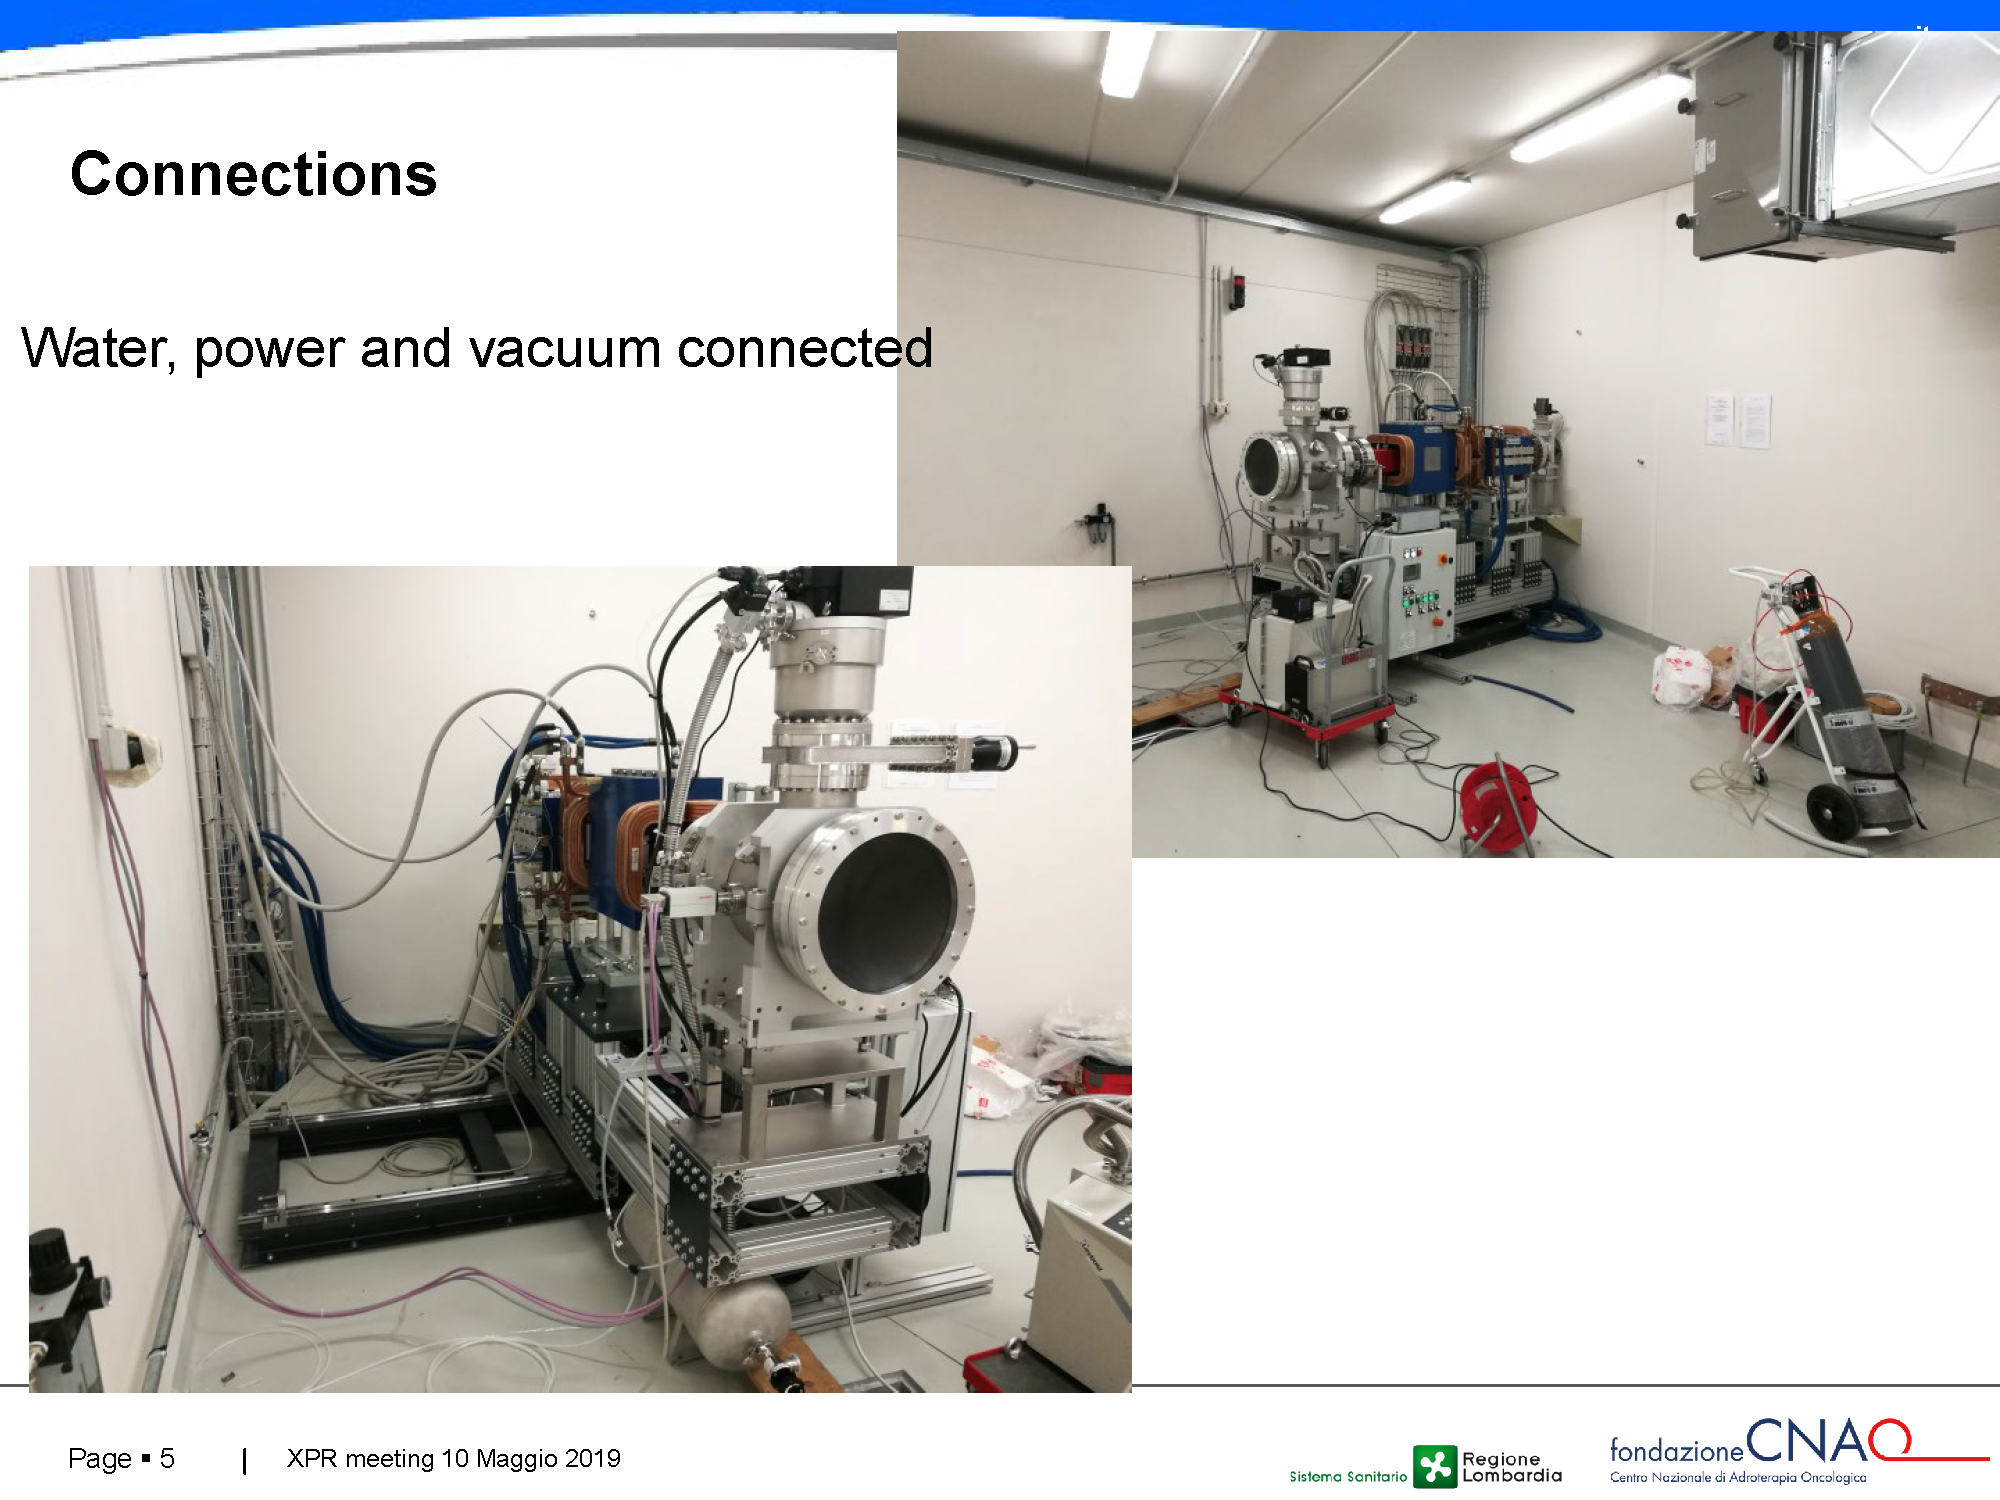 Connections
Water, power and vacuum connected
Page ▪ 5 | XPR meeting 10 Maggio 2019
Sistema Sanitario
Regione
Lombardia
fondazione CNAO
Centro Nazionale di Adroterapia Oncologica